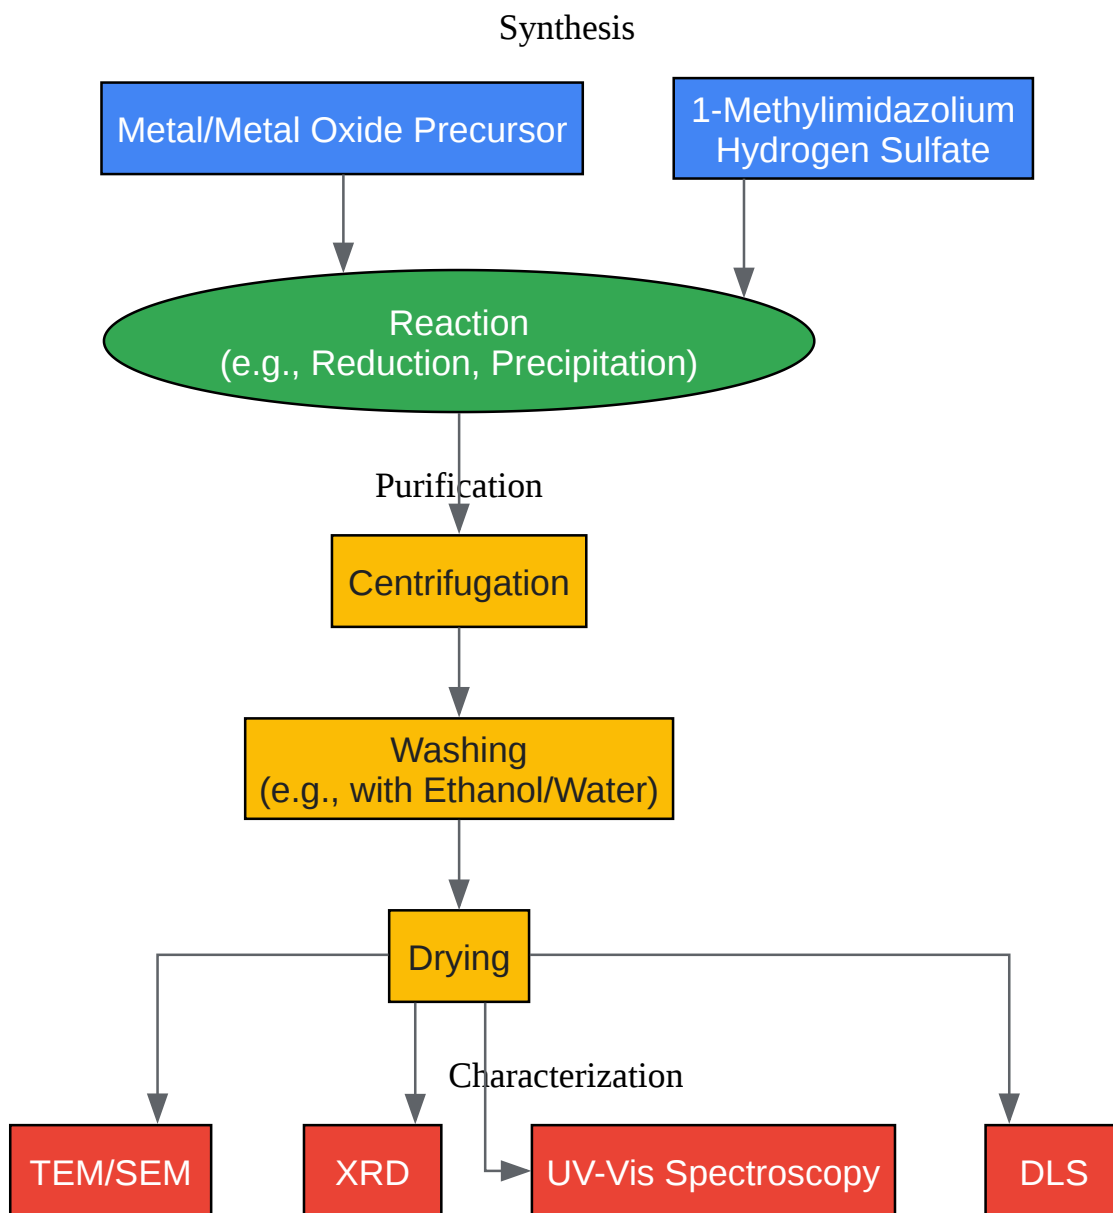 Synthesis
Metal/Metal Oxide Precursor
1-Methylimidazolium
Hydrogen Sulfate
Reaction
(e.g., Reduction, Precipitation)
Purification
Centrifugation
Washing
(e.g., with Ethanol/Water)
Drying
Characterization
TEM/SEM
XRD
UV-Vis Spectroscopy
DLS